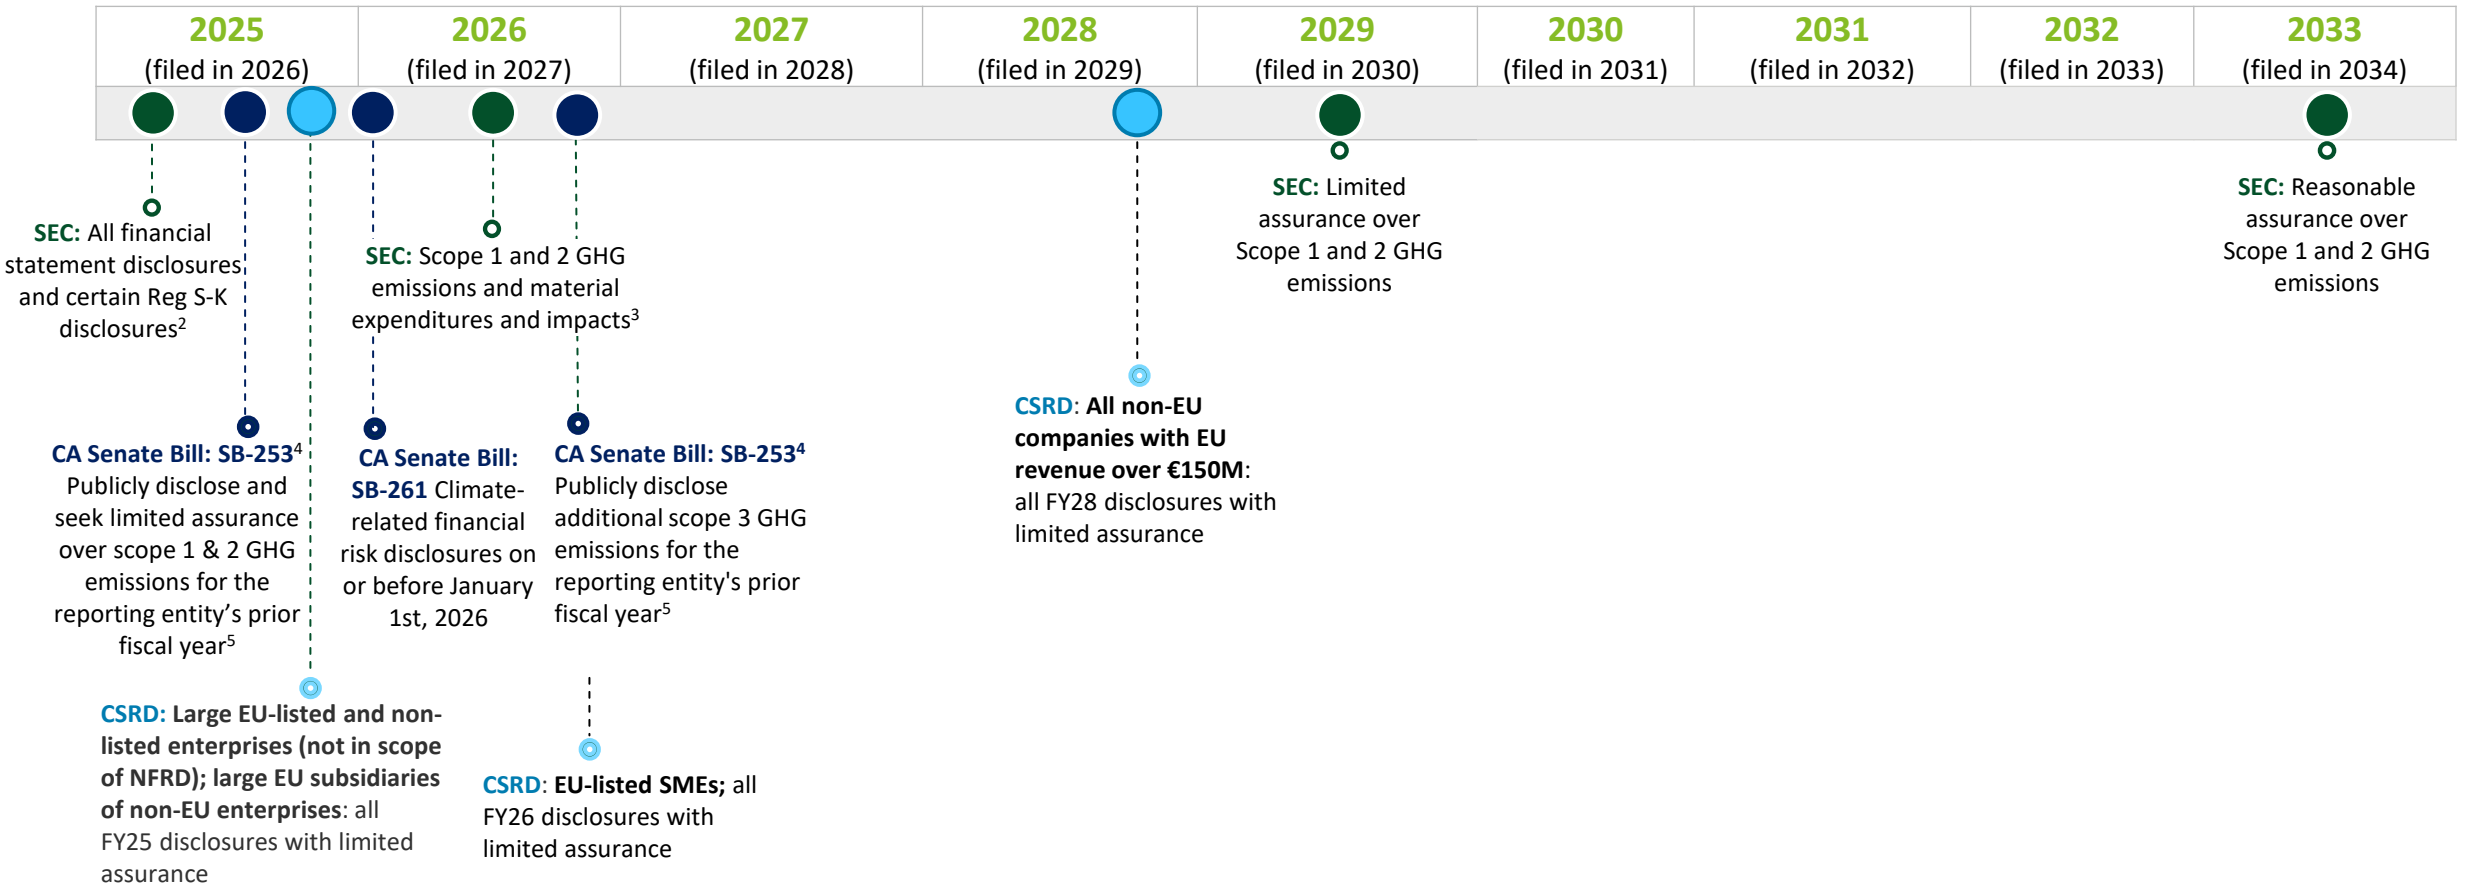 2025
(filed in 2026)
2026
(filed in 2027)
2027
(filed in 2028)
2028
(filed in 2029)
2029
(filed in 2030)
2030
(filed in 2031)
2031
(filed in 2032)
2032
(filed in 2033)
2033
(filed in 2034)
SEC: All financial
statement disclosures
and certain Reg S-K
disclosures²
SEC: Scope 1 and 2 GHG
emissions and material
expenditures and impacts³
SEC: Limited
assurance over
Scope 1 and 2 GHG
emissions
SEC: Reasonable
assurance over
Scope 1 and 2 GHG
emissions
CA Senate Bill: SB-253⁴
Publicly disclose and
seek limited assurance
over scope 1 & 2 GHG
emissions for the
reporting entity’s prior
fiscal year⁵
CA Senate Bill:
SB-261 Climate-
related financial
risk disclosures on
or before January
1st, 2026
CA Senate Bill: SB-253⁴
Publicly disclose
additional scope 3 GHG
emissions for the
reporting entity's prior
fiscal year⁵
CSRD: All non-EU
companies with EU
revenue over €150M:
all FY28 disclosures with
limited assurance
CSRD: Large EU-listed and non-
listed enterprises (not in scope
of NFRD); large EU subsidiaries
of non-EU enterprises: all
FY25 disclosures with limited
assurance
CSRD: EU-listed SMEs; all
FY26 disclosures with
limited assurance